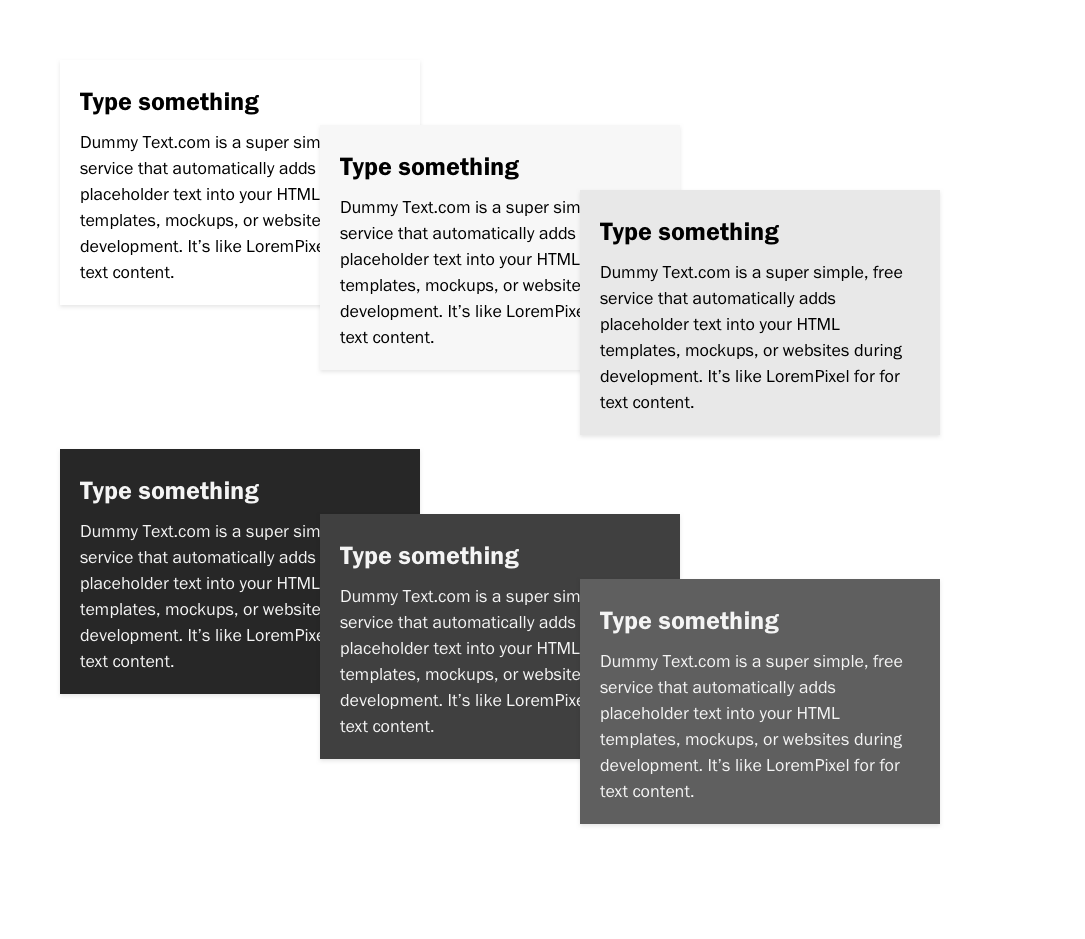 Type something
Dummy Text.com is a super sim
service that automatically adds
placeholder text into your HTML
templates, mockups, or website
development. It’s like LoremPixe
text content.
Type something
Dummy Text.com is a super sim
service that automatically adds
placeholder text into your HTML
templates, mockups, or website
development. It’s like LoremPixe
text content.
Type something
Dummy Text.com is a super simple, free
service that automatically adds
placeholder text into your HTML
templates, mockups, or websites during
development. It’s like LoremPixel for for
text content.
Type something
Dummy Text.com is a super sim
service that automatically adds
placeholder text into your HTML
templates, mockups, or website
development. It’s like LoremPixe
text content.
Type something
Dummy Text.com is a super sim
service that automatically adds
placeholder text into your HTML
templates, mockups, or website
development. It’s like LoremPixe
text content.
Type something
Dummy Text.com is a super simple, free
service that automatically adds
placeholder text into your HTML
templates, mockups, or websites during
development. It’s like LoremPixel for for
text content.